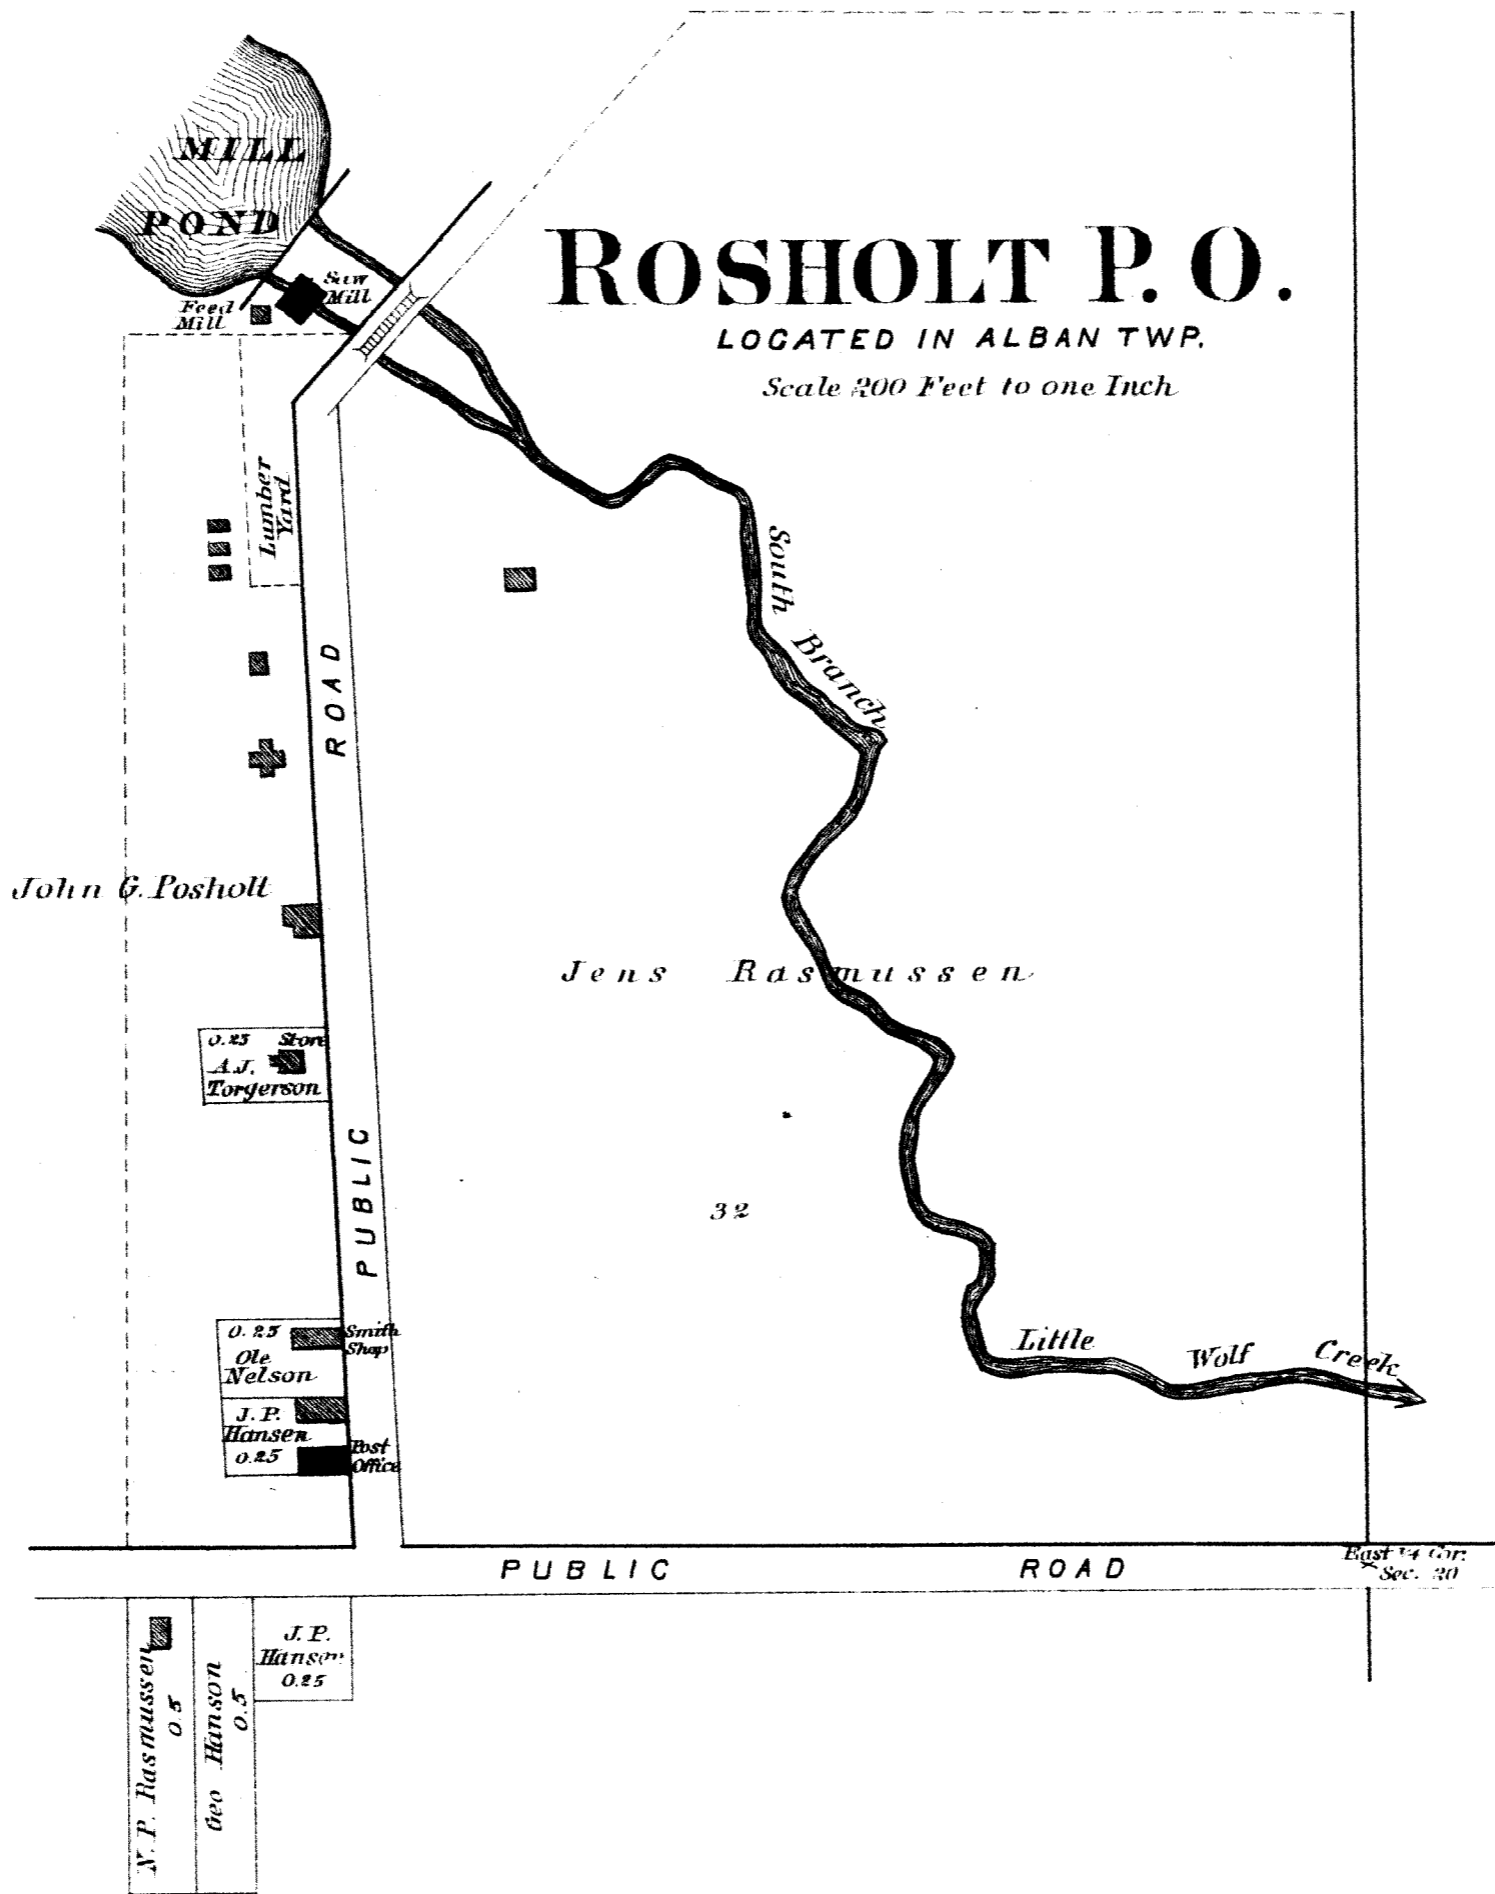 MILL
POND
ROSHOLT P. O.
LOCATED IN ALBAN TWP.
Scale 200 Feet to one Inch
Saw
Mill
Feed
Mill
Lumber
Yard
South Branch
ROAD
John G. Posholt
Jens Rasmussen
0.25 Store
A.J.
Torgerson
PUBLIC
32
0.25
Smith
Shop
Ole
Nelson
Little Wolf Creek
J. P.
Hansen
0.25
Post
Office
PUBLIC ROAD
East 1/4 Cor.
Sec. 20
J. P.
Hansen
0.25
N. P. Rasmussen
0.5
Geo Hanson
0.5